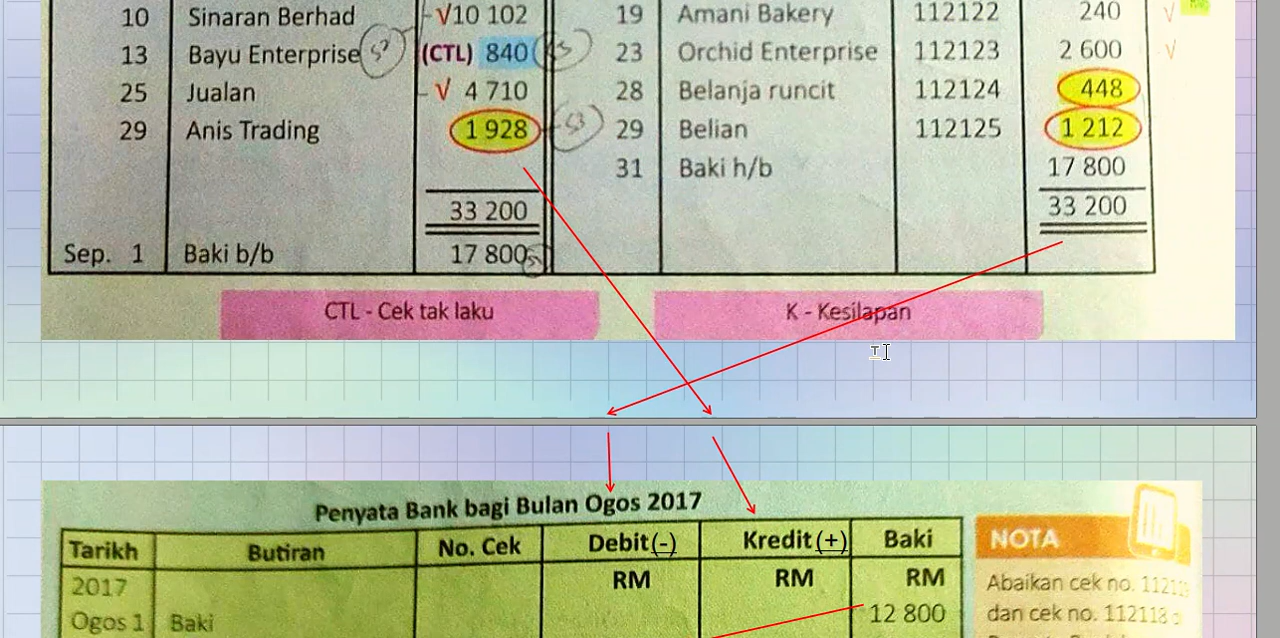 10 Sinaran Berhad √10 102 19 Amani Bakery 112122 240 √
13 Bayu Enterprise (CTL) 840 23 Orchid Enterprise 112123 2 600 √
25 Jualan √ 4 710 28 Belanja runcit 112124 448
29 Anis Trading 1 928 29 Belian 112125 1 212
31 Baki h/b 17 800
33 200 33 200
Sep. 1 Baki b/b 17 800
CTL - Cek tak laku K - Kesilapan
Penyata Bank bagi Bulan Ogos 2017
Tarikh Butiran No. Cek Debit (-) Kredit (+) Baki
2017 RM RM RM
Ogos 1 Baki 12 800
NOTA
Abaikan cek no.
dan cek no. 112118